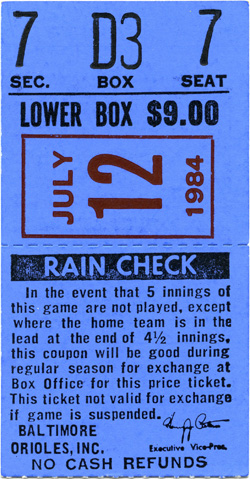 7 D3 7
SEC. BOX SEAT
LOWER BOX $9.00
JULY 12 1984
RAIN CHECK
In the event that 5 innings of
this game are not played, except
where the home team is in the
lead at the end of 4½ innings,
this coupon will be good during
regular season for exchange at
Box Office for this price ticket.
This ticket not valid for exchange
if game is suspended.
BALTIMORE
ORIOLES, INC.
Executive Vice-Pres.
NO CASH REFUNDS